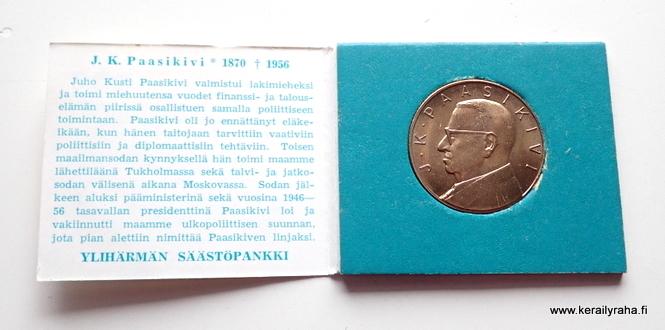 J. K. Paasikivi * 1870 † 1956
Juho Kusti Paasikivi valmistui lakimieheksi
ja toimi miehuutensa vuodet finanssi- ja talous-
elämän piirissä osallistuen samalla poliittiseen
toimintaan. Paasikivi oli jo ennättänyt eläke-
ikään, kun hänen taitojaan tarvittiin vaativiin
poliittisiin ja diplomaattisiin tehtäviin. Toisen
maailmansodan kynnyksellä hän toimi maamme
lähettiläänä Tukholmassa sekä talvi- ja jatko-
sodan välisenä aikana Moskovassa. Sodan jäl-
keen aluksi pääministerinä sekä vuosina 1946—
56 tasavallan presidenttinä Paasikivi loi ja
vakiinnutti maamme ulkopoliittisen suunnan,
jota pian alettiin nimittää Paasikiven linjaksi.
YLIHÄRMÄN SÄÄSTÖPANKKI
J. K. PAASIKIVI
www.kerailyraha.fi